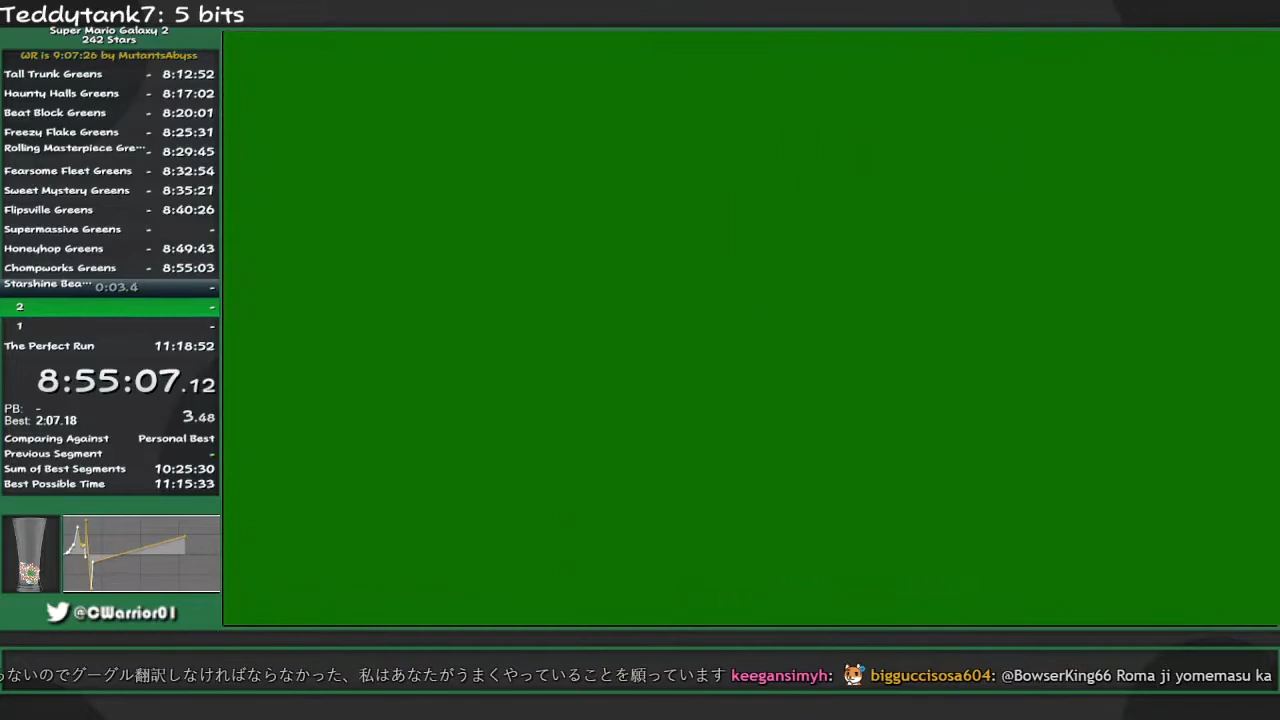 Teddytank7: 5 bits
Super Mario Galaxy 2
242 Stars
WR is 9:07:26 by MutantsAbyss
Tall Trunk Greens - 8:12:52
Haunty Halls Greens - 8:17:02
Beat Block Greens - 8:20:01
Freezy Flake Greens - 8:25:31
Rolling Masterpiece Gre… - 8:29:45
Fearsome Fleet Greens - 8:32:54
Sweet Mystery Greens - 8:35:21
Flipsville Greens - 8:40:26
Supermassive Greens - -
Honeyhop Greens - 8:49:43
Chompworks Greens - 8:55:03
Starshine Bea… 0:03.4 -
2 -
1 -
The Perfect Run 11:18:52
8:55:07.12
PB: -
3.48
Best: 2:07.18
Comparing Against Personal Best
Previous Segment -
Sum of Best Segments 10:25:30
Best Possible Time 11:15:33
@CWarrior01
らないのでグーグル翻訳しなければならなかった、私はあなたがうまくやっていることを願っています keegansimyh: bigguccisosa604: @BowserKing66 Roma ji yomemasu ka